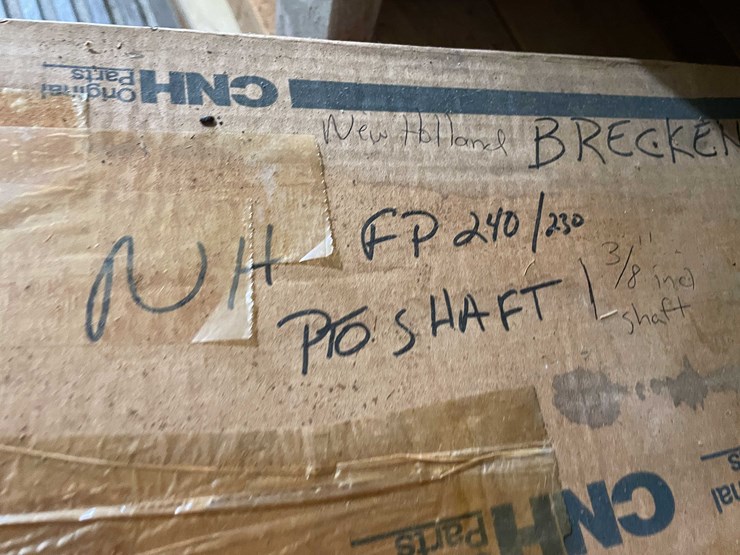 CNH Original Parts
New Holland BRECKEN
NH FP 240/230
PTO SHAFT 1 3/8" inch shaft
CNH Parts
nal
s